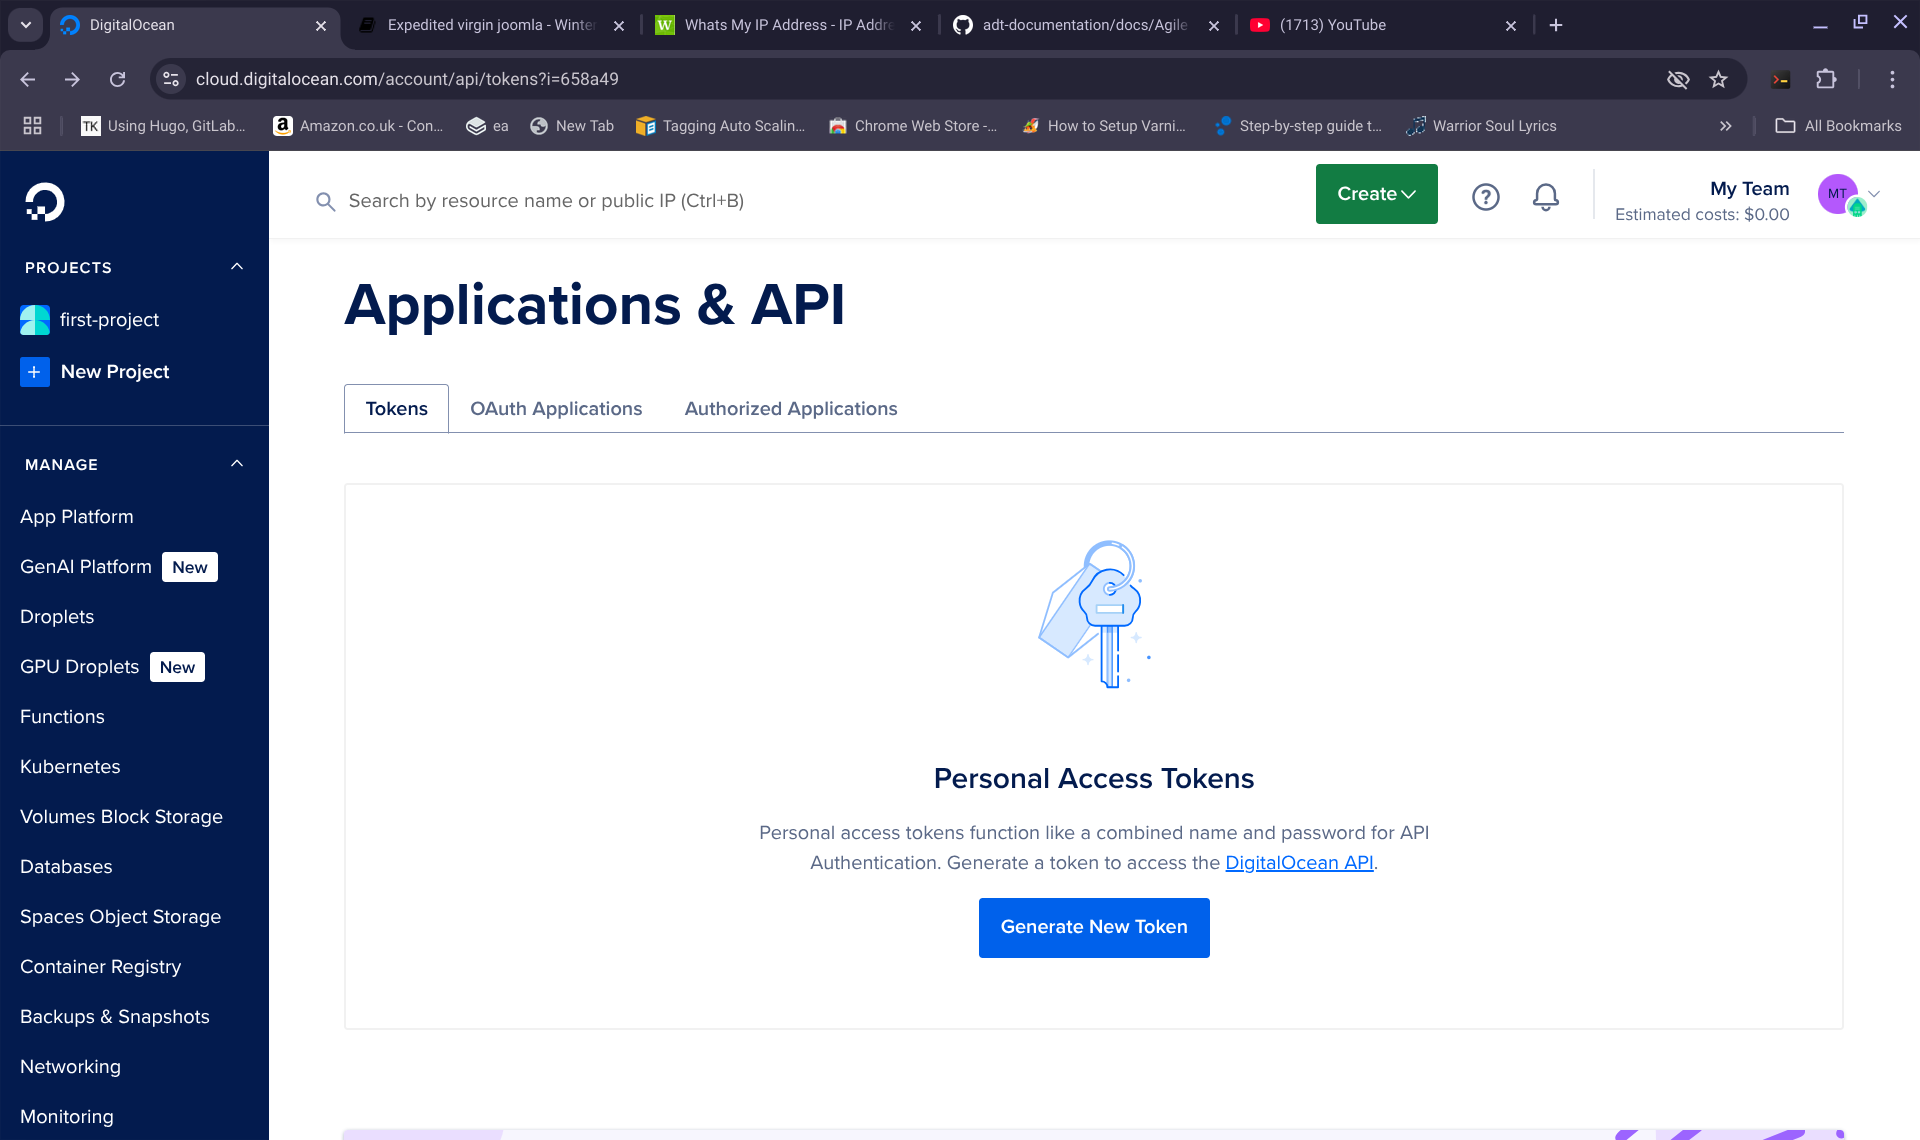 DigitalOcean
Expedited virgin joomla - Winter
Whats My IP Address - IP Addre
adt-documentation/docs/Agile
(1713) YouTube
cloud.digitalocean.com/account/api/tokens?i=658a49
TK Using Hugo, GitLab...
a Amazon.co.uk - Con...
ea
New Tab
Tagging Auto Scalin...
Chrome Web Store -...
How to Setup Varni...
Step-by-step guide t...
Warrior Soul Lyrics
»
All Bookmarks
Search by resource name or public IP (Ctrl+B)
Create
My Team
Estimated costs: $0.00
MT
PROJECTS
first-project
+ New Project
MANAGE
App Platform
GenAI Platform New
Droplets
GPU Droplets New
Functions
Kubernetes
Volumes Block Storage
Databases
Spaces Object Storage
Container Registry
Backups & Snapshots
Networking
Monitoring
Applications & API
Tokens
OAuth Applications
Authorized Applications
Personal Access Tokens
Personal access tokens function like a combined name and password for API
Authentication. Generate a token to access the DigitalOcean API.
Generate New Token